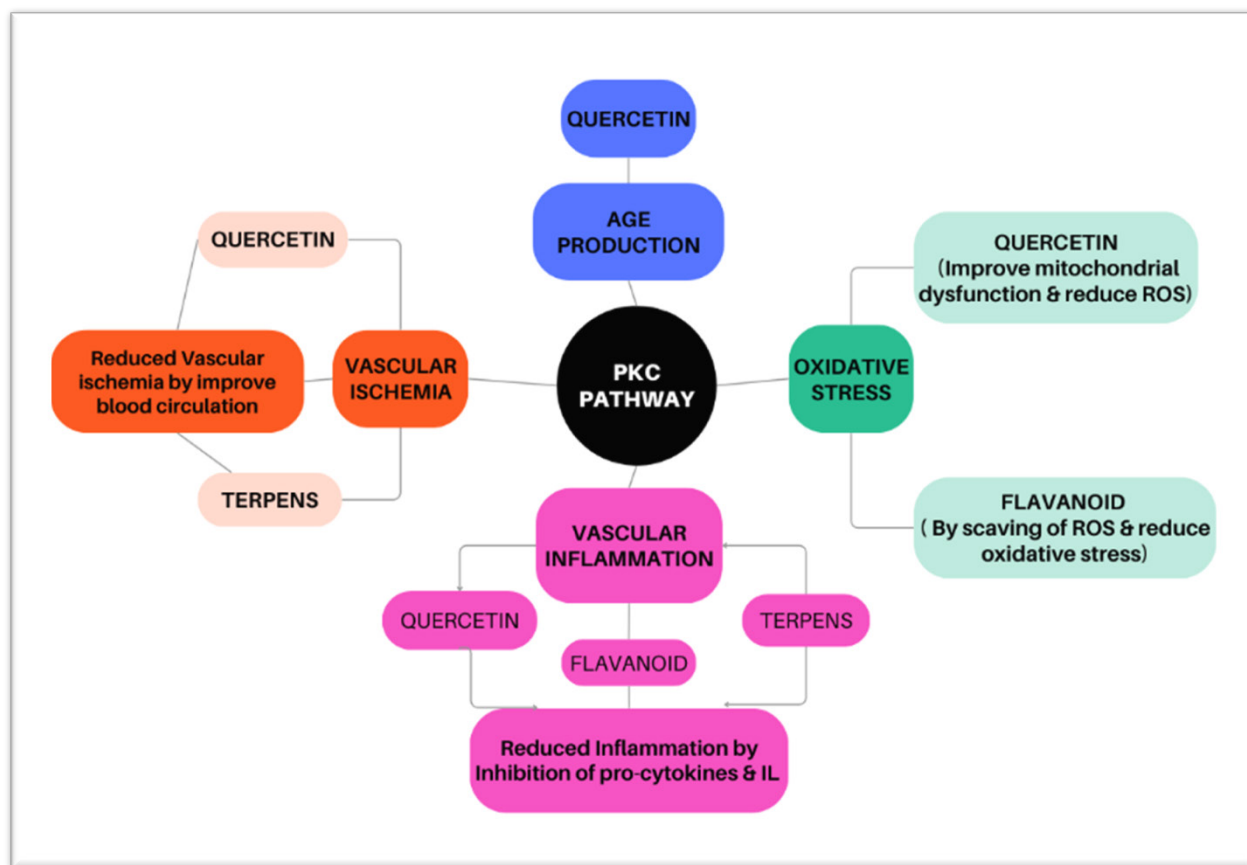 QUERCETIN
AGE
PRODUCTION
QUERCETIN
Reduced Vascular
ischemia by improve
blood circulation
VASCULAR
ISCHEMIA
TERPENS
PKC
PATHWAY
OXIDATIVE
STRESS
QUERCETIN
(Improve mitochondrial
dysfunction & reduce ROS)
FLAVANOID
( By scaving of ROS & reduce
oxidative stress)
VASCULAR
INFLAMMATION
QUERCETIN
FLAVANOID
TERPENS
Reduced Inflammation by
Inhibition of pro-cytokines & IL